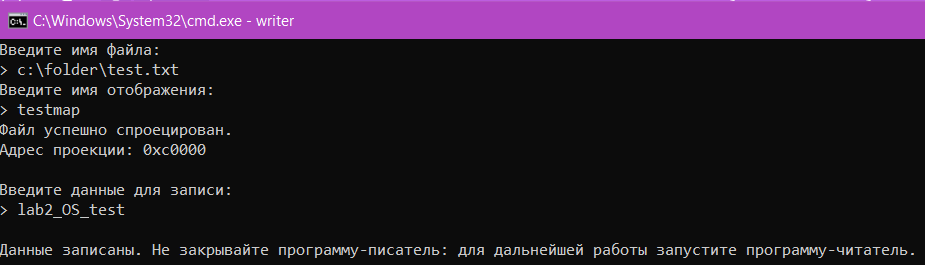 C:\Windows\System32\cmd.exe - writer
Введите имя файла:
> c:\folder\test.txt
Введите имя отображения:
> testmap
Файл успешно спроецирован.
Адрес проекции: 0xc0000
Введите данные для записи:
> lab2_OS_test
Данные записаны. Не закрывайте программу-писатель: для дальнейшей работы запустите программу-читатель.